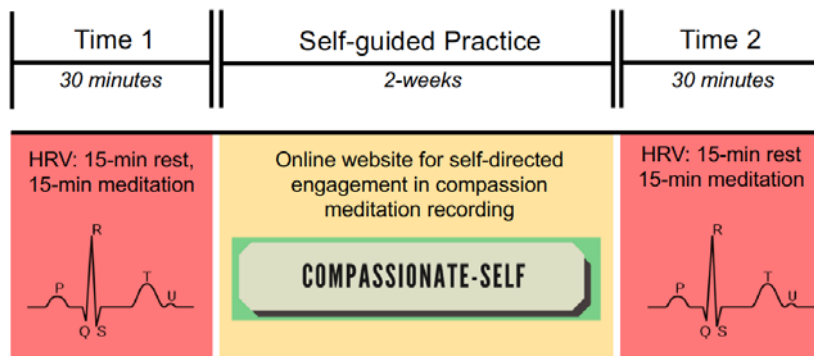 Time 1
30 minutes
Self-guided Practice
2-weeks
Time 2
30 minutes
HRV: 15-min rest,
15-min meditation
R
P
T
U
Q
S
Online website for self-directed
engagement in compassion
meditation recording
COMPASSIONATE-SELF
HRV: 15-min rest
15-min meditation
R
P
T
U
Q
S